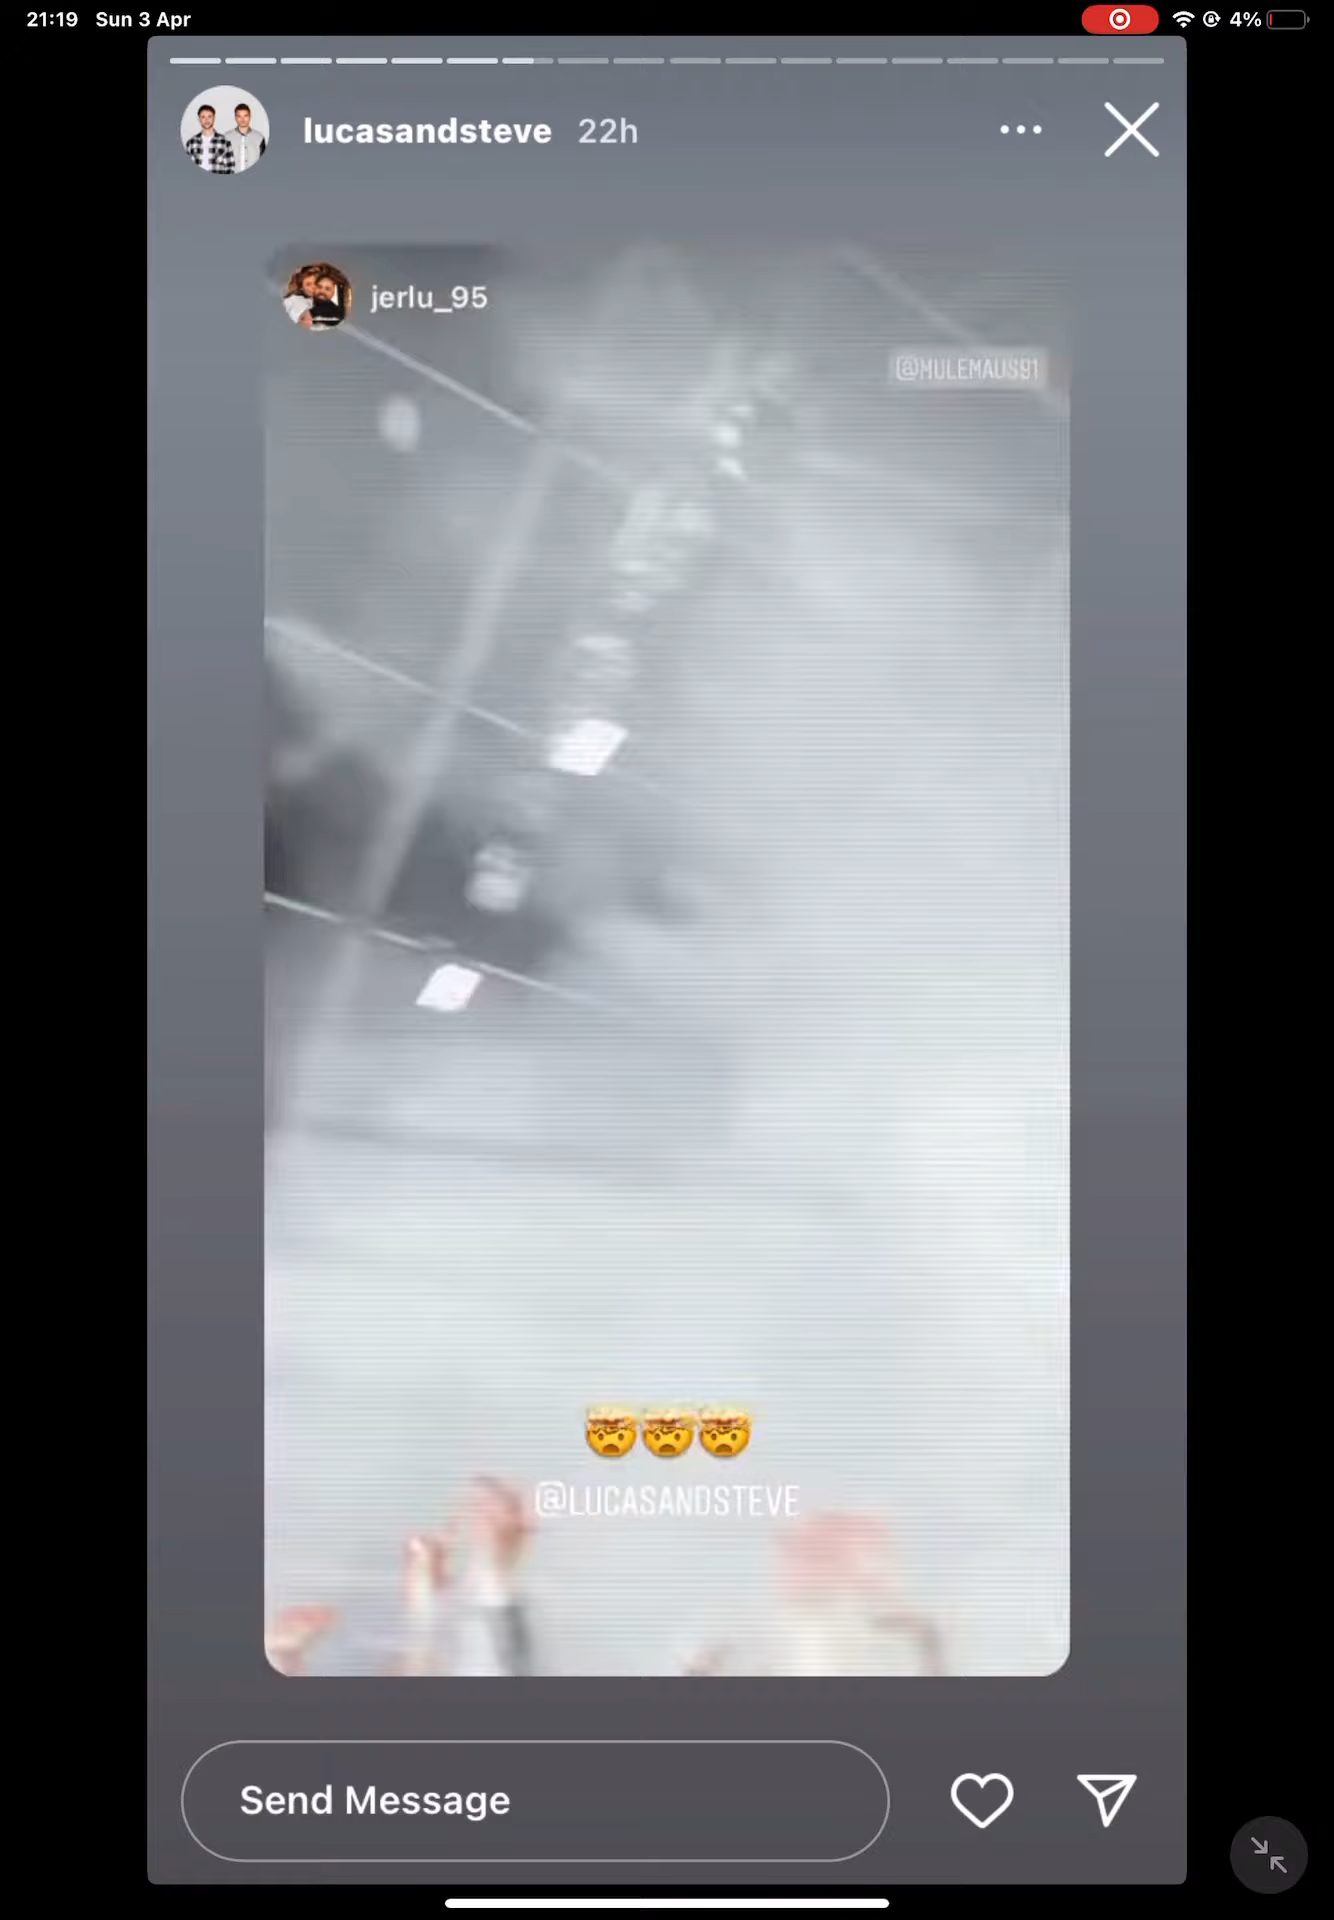 21:19 Sun 3 Apr
4%
lucasandsteve 22h
jerlu_95
@MULEMAUS91
@LUCASANDSTEVE
Send Message